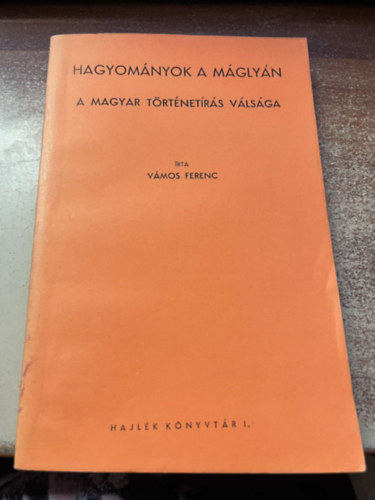 HAGYOMÁNYOK A MÁGLYÁN
A MAGYAR TÖRTÉNETÍRÁS VÁLSÁGA
ÍRTA
VÁMOS FERENC
HAJLÉK KÖNYVTÁR I.